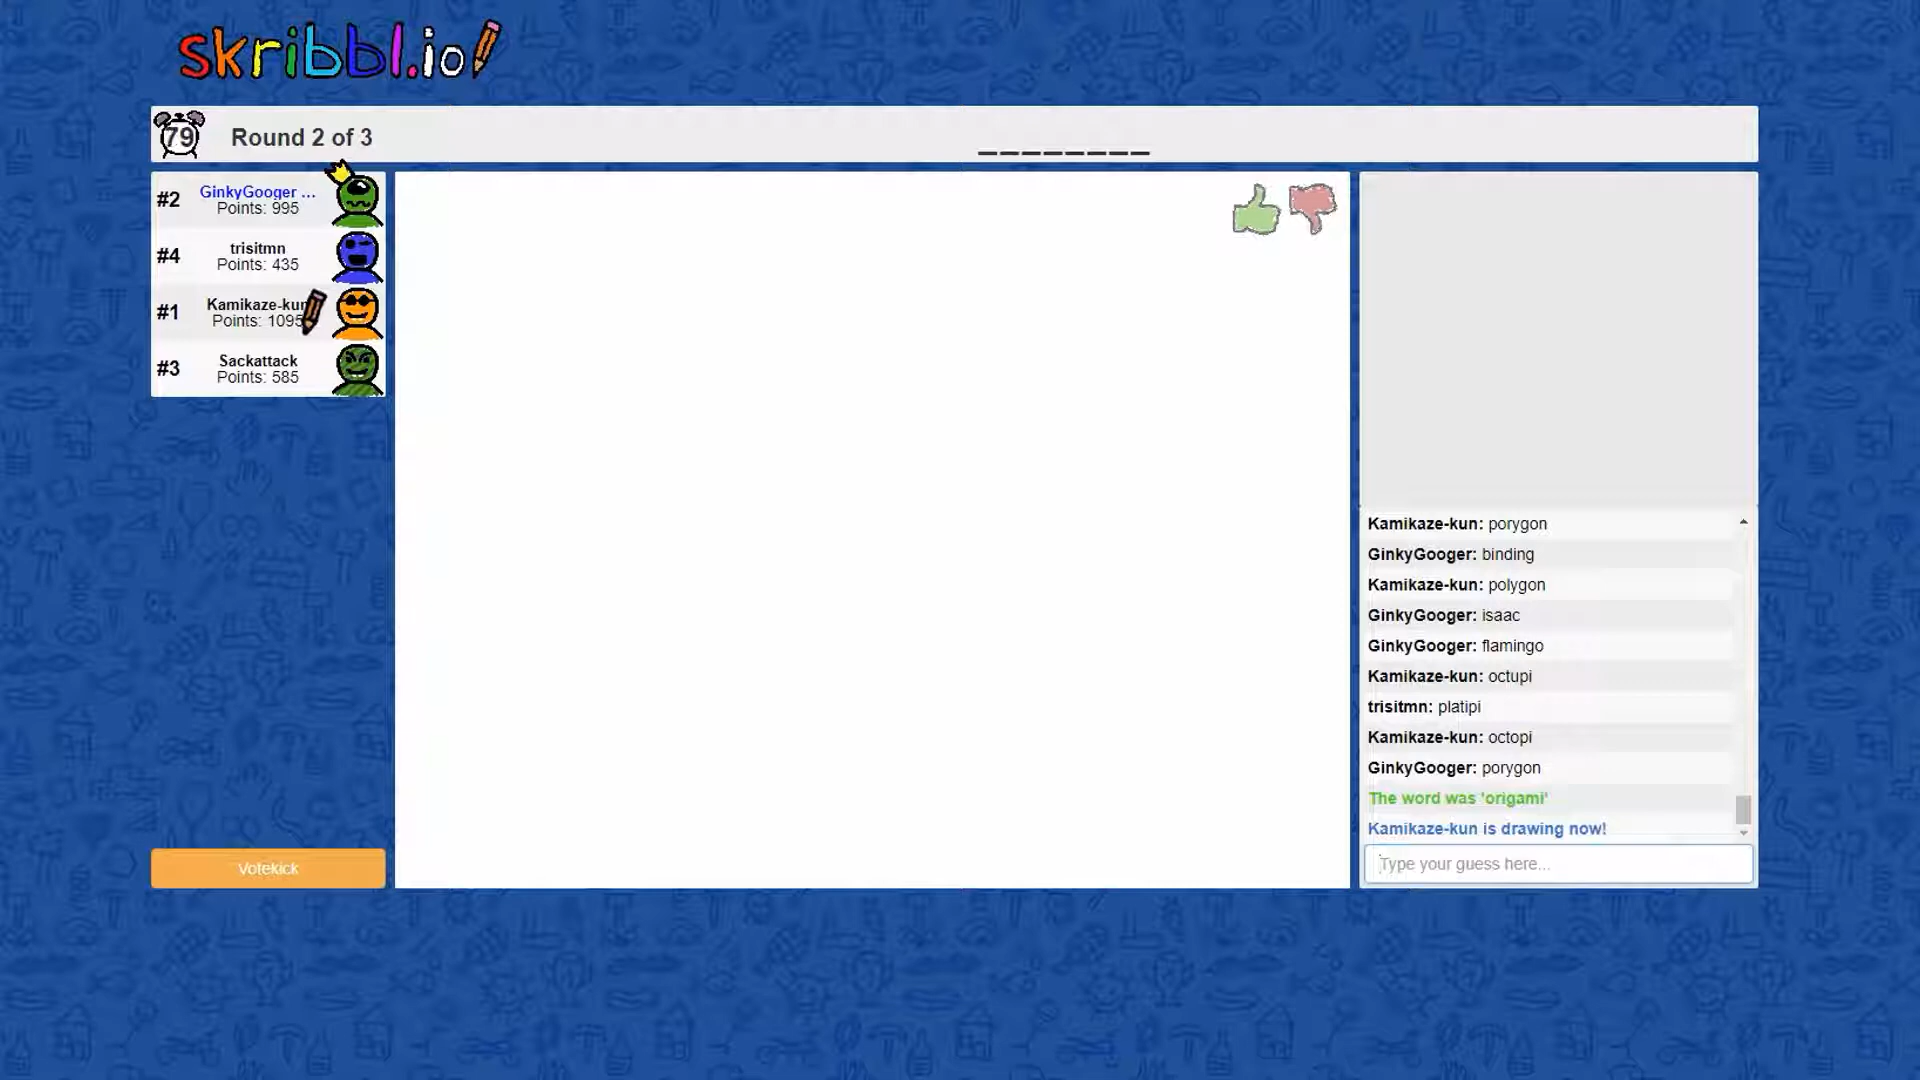 skribbl.io
79
Round 2 of 3
________
#2
GinkyGooger ...
Points: 995
#4
trisitmn
Points: 435
#1
Kamikaze-kun
Points: 1095
#3
Sackattack
Points: 585
Votekick
Kamikaze-kun: porygon
GinkyGooger: binding
Kamikaze-kun: polygon
GinkyGooger: isaac
GinkyGooger: flamingo
Kamikaze-kun: octupi
trisitmn: platipi
Kamikaze-kun: octopi
GinkyGooger: porygon
The word was 'origami'
Kamikaze-kun is drawing now!
Type your guess here...